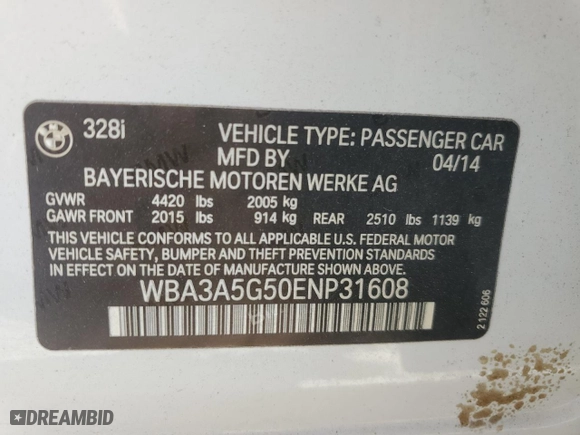 BMW
328i
VEHICLE TYPE: PASSENGER CAR
MFD BY 04/14
BAYERISCHE MOTOREN WERKE AG
GVWR 4420 lbs 2005 kg
GAWR FRONT 2015 lbs 914 kg REAR 2510 lbs 1139 kg
THIS VEHICLE CONFORMS TO ALL APPLICABLE U.S. FEDERAL MOTOR
VEHICLE SAFETY, BUMPER AND THEFT PREVENTION STANDARDS
IN EFFECT ON THE DATE OF MANUFACTURE SHOWN ABOVE.
WBA3A5G50ENP31608
2 122 606
DREAMBID